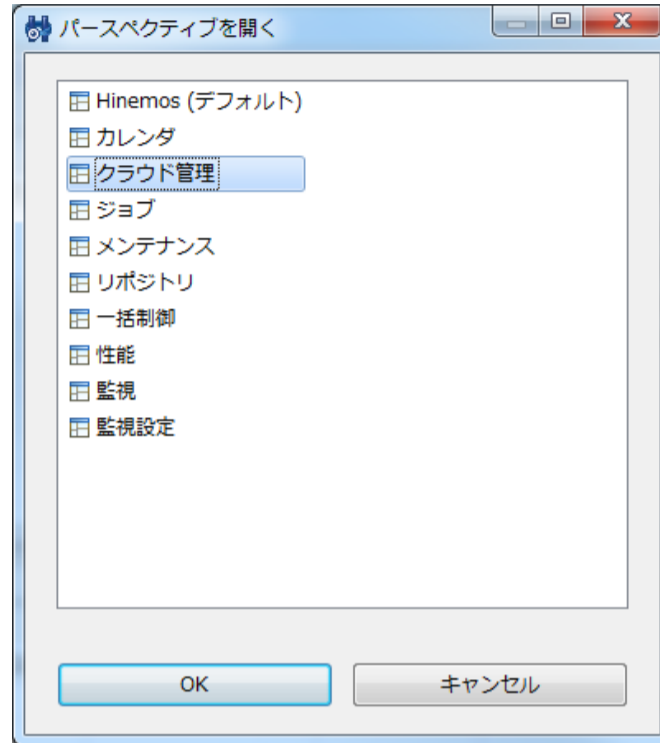 パースペクティブを開く
Hinemos (デフォルト)
カレンダ
クラウド管理
ジョブ
メンテナンス
リポジトリ
一括制御
性能
監視
監視設定
OK
キャンセル